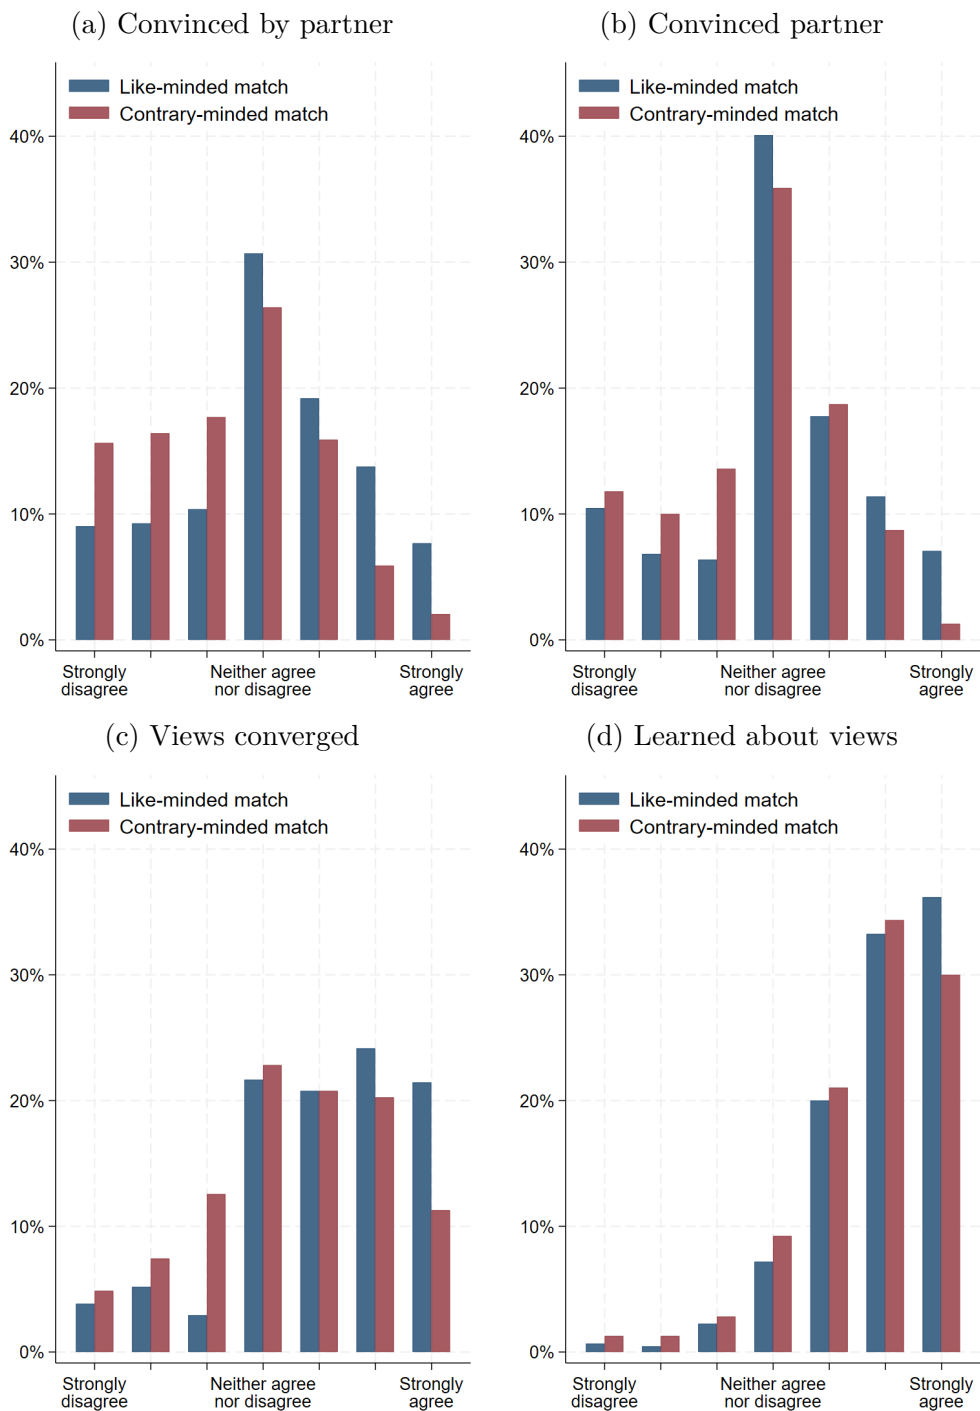 (a) Convinced by partner
Like-minded match
Contrary-minded match
40%
30%
20%
10%
0%
Strongly disagree
Neither agree nor disagree
Strongly agree
(b) Convinced partner
Like-minded match
Contrary-minded match
40%
30%
20%
10%
0%
Strongly disagree
Neither agree nor disagree
Strongly agree
(c) Views converged
Like-minded match
Contrary-minded match
40%
30%
20%
10%
0%
Strongly disagree
Neither agree nor disagree
Strongly agree
(d) Learned about views
Like-minded match
Contrary-minded match
40%
30%
20%
10%
0%
Strongly disagree
Neither agree nor disagree
Strongly agree